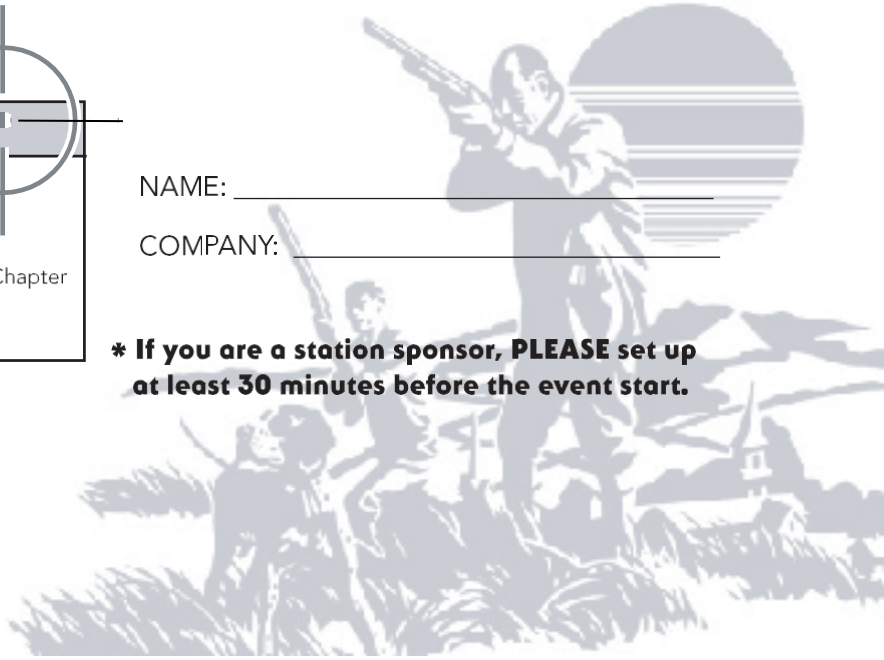 NAME:
COMPANY:
Chapter
* If you are a station sponsor, PLEASE set up
at least 30 minutes before the event start.